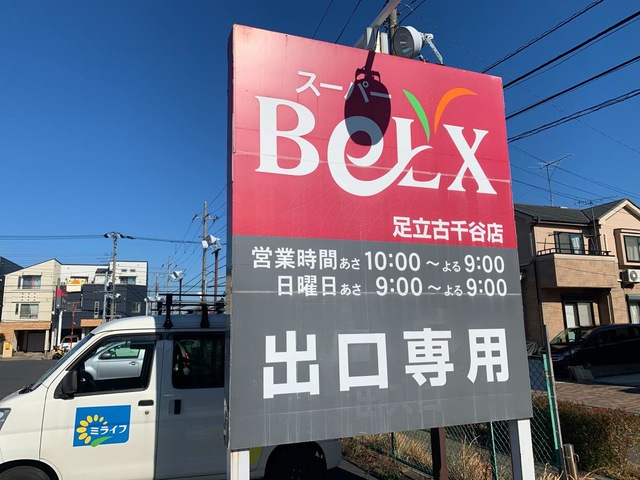 スーパー
BeLX
足立古千谷店
営業時間あさ 10:00 ～よる 9:00
日曜日あさ 9:00 ～よる 9:00
出口専用
ミライフ